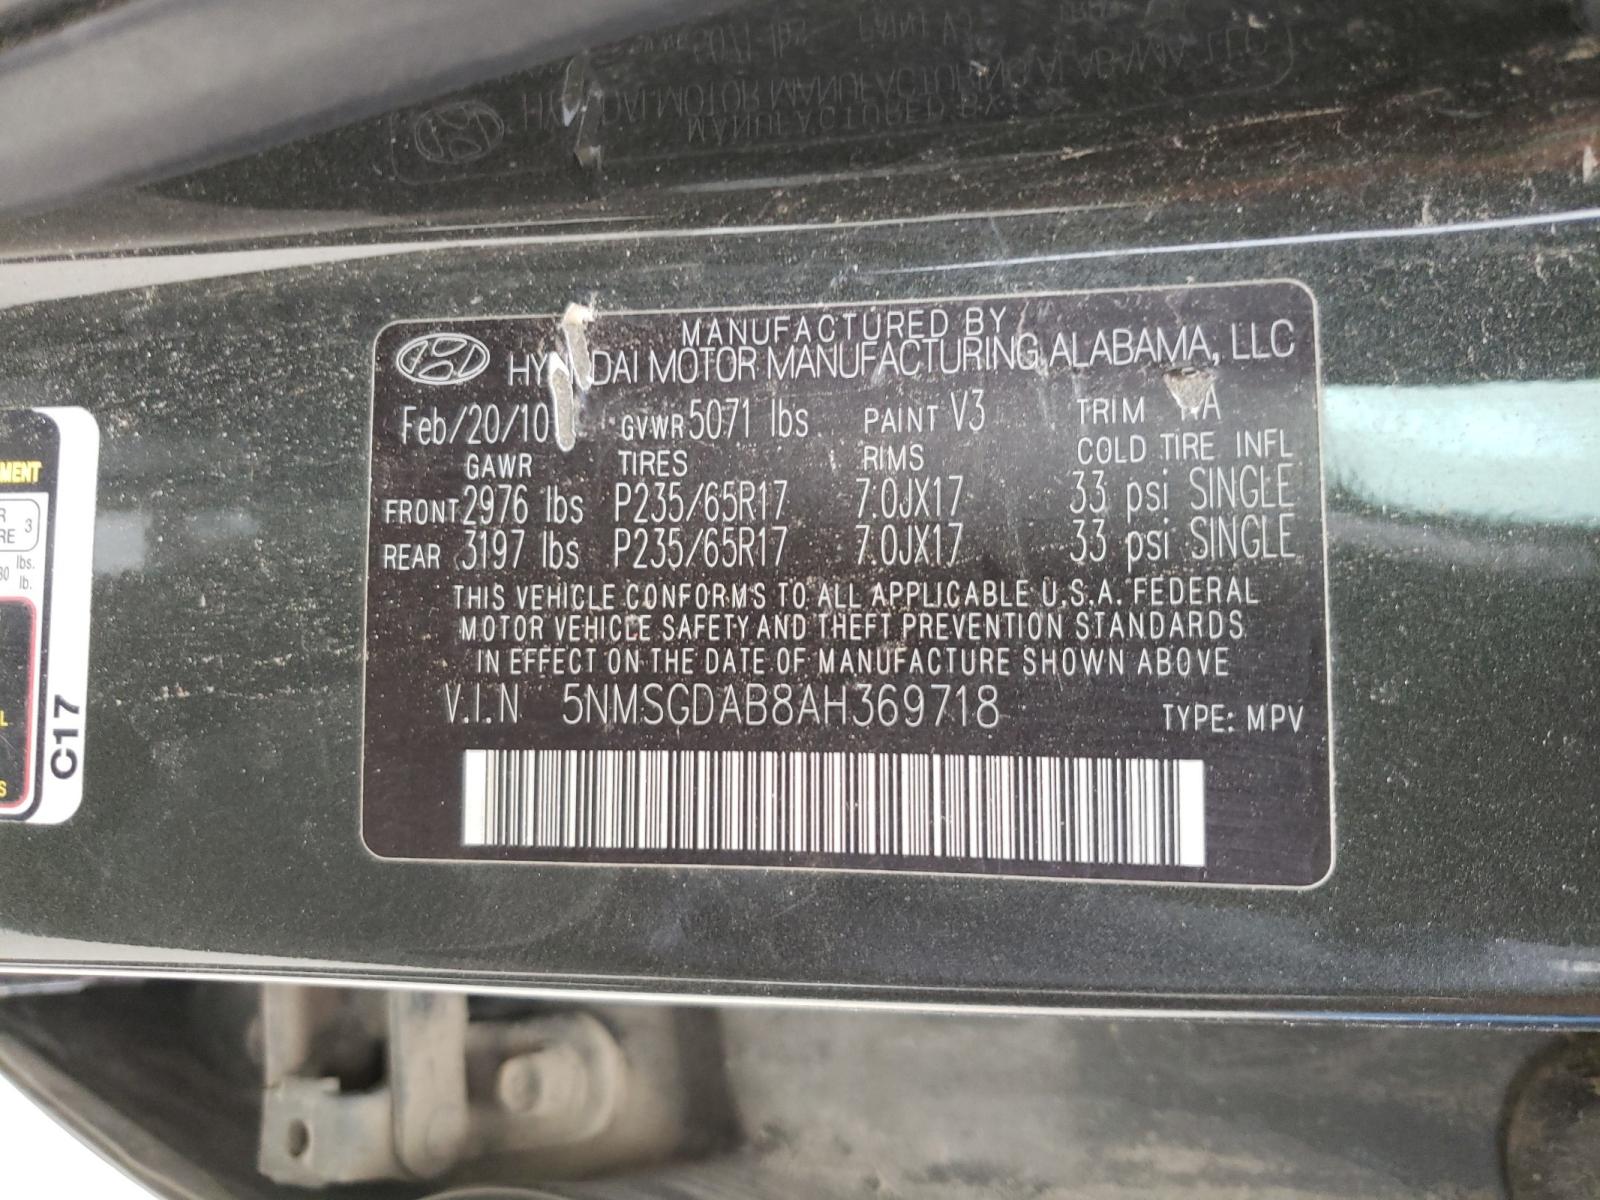 MANUFACTURED BY
HYUNDAI MOTOR MANUFACTURING ALABAMA, LLC
Feb/20/10 GVWR 5071 lbs PAINT V3 TRIM
GAWR TIRES RIMS COLD TIRE INFL
FRONT 2976 lbs P235/65R17 7.0JX17 33 psi SINGLE
REAR 3197 lbs P235/65R17 7.0JX17 33 psi SINGLE
THIS VEHICLE CONFORMS TO ALL APPLICABLE U.S.A. FEDERAL
MOTOR VEHICLE SAFETY AND THEFT PREVENTION STANDARDS
IN EFFECT ON THE DATE OF MANUFACTURE SHOWN ABOVE
V.I.N 5NMSGDAB8AH369718 TYPE: MPV
3
lbs.
lb.
C17